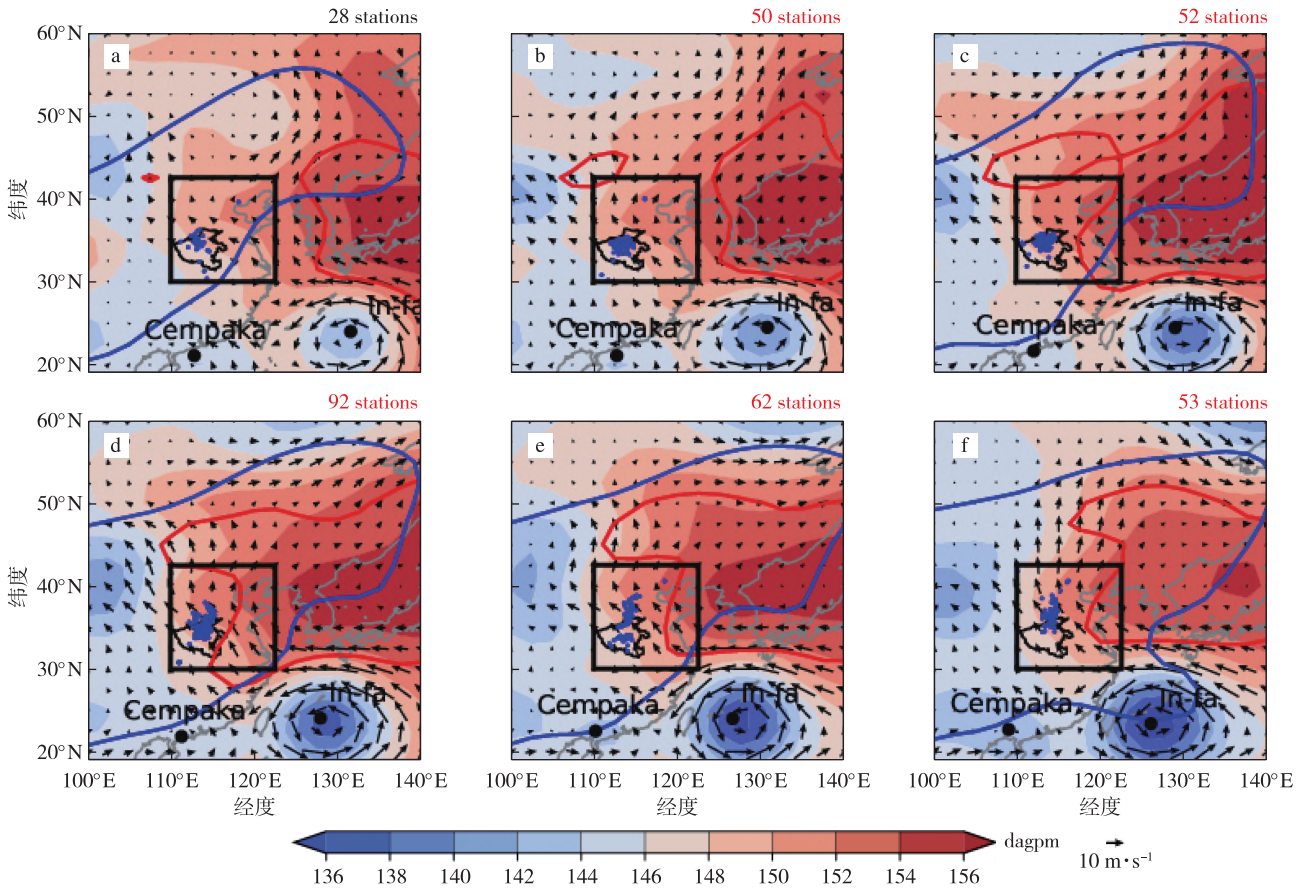 28 stations
50 stations
52 stations
60°N
50°N
40°N
30°N
20°N
纬度
a
Cempaka
In-fa
b
Cempaka
In-fa
c
Cempaka
In-fa
92 stations
62 stations
53 stations
60°N
50°N
40°N
30°N
20°N
纬度
d
Cempaka
In-fa
e
Cempaka
In-fa
f
Cempaka
In-fa
100°E 110°E 120°E 130°E 140°E
100°E 110°E 120°E 130°E 140°E
100°E 110°E 120°E 130°E 140°E
经度
经度
经度
dagpm
10 m·s⁻¹
136 138 140 142 144 146 148 150 152 154 156